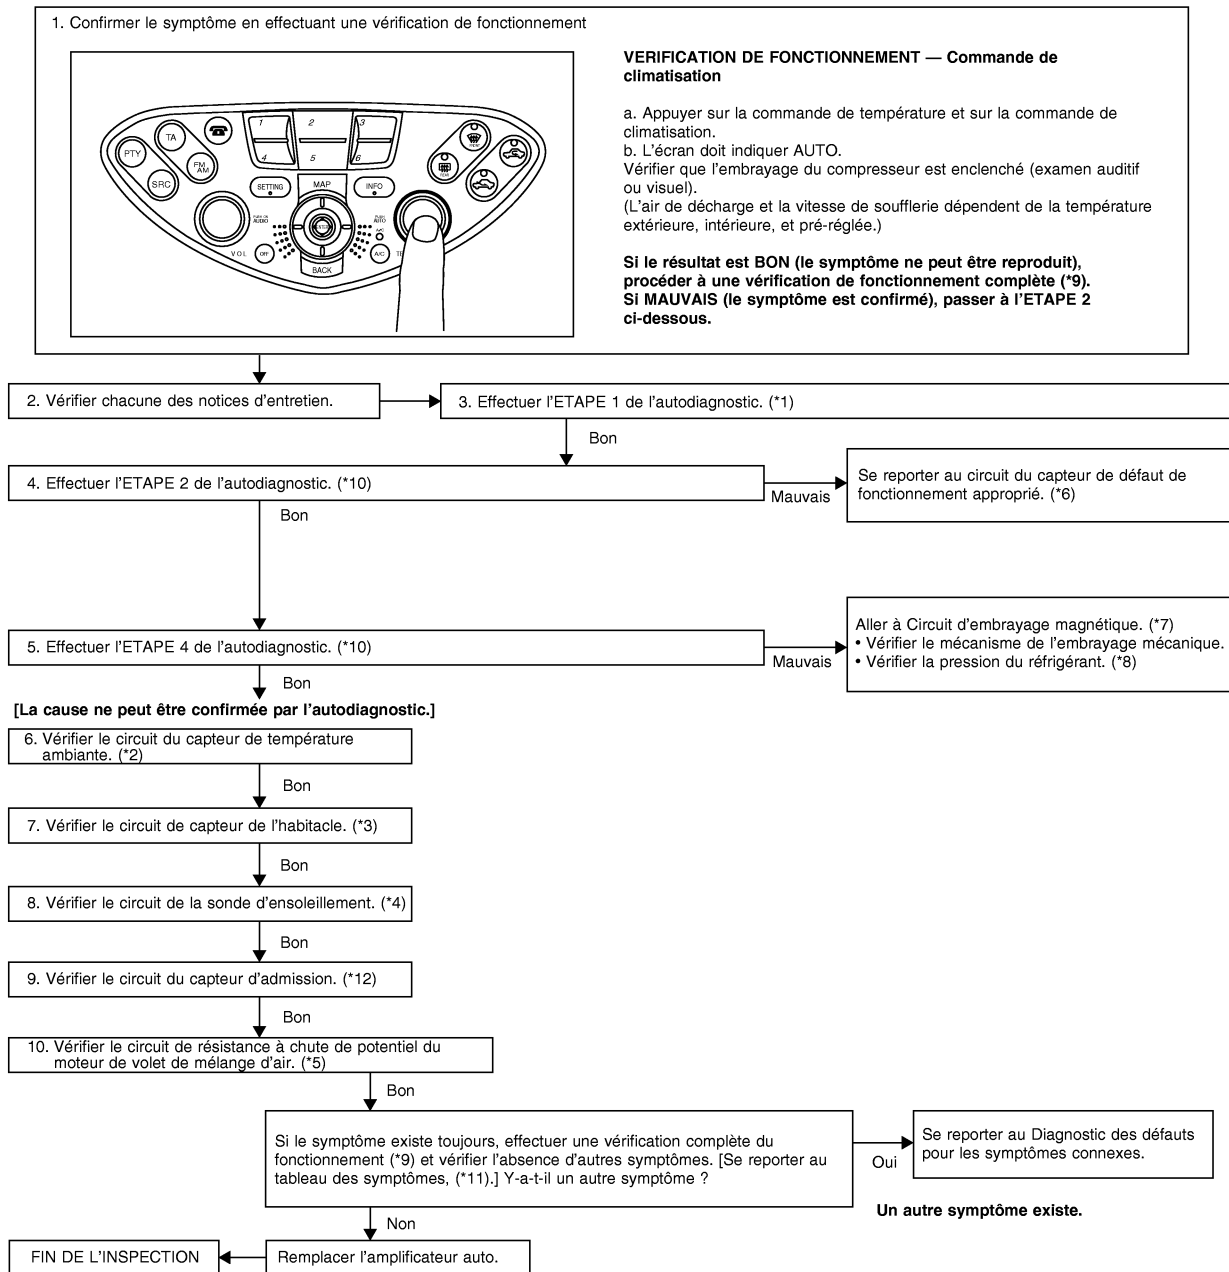 1. Confirmer le symptôme en effectuant une vérification de fonctionnement
VERIFICATION DE FONCTIONNEMENT — Commande de
climatisation
a. Appuyer sur la commande de température et sur la commande de
climatisation.
b. L'écran doit indiquer AUTO.
Vérifier que l'embrayage du compresseur est enclenché (examen auditif
ou visuel).
(L'air de décharge et la vitesse de soufflerie dépendent de la température
extérieure, intérieure, et pré-réglée.)
Si le résultat est BON (le symptôme ne peut être reproduit),
procéder à une vérification de fonctionnement complète (*9).
Si MAUVAIS (le symptôme est confirmé), passer à l'ETAPE 2
ci-dessous.
PTY
TA
SRC
FM
AM
1
2
3
4
5
6
FRONT
REAR
SETTING
MAP
INFO
PUSH ON
AUDIO
PUSH
AUTO
A/C
VOL
OFF
A/C
TE
BACK
2. Vérifier chacune des notices d'entretien.
3. Effectuer l'ETAPE 1 de l'autodiagnostic. (*1)
Bon
4. Effectuer l'ETAPE 2 de l'autodiagnostic. (*10)
Mauvais
Se reporter au circuit du capteur de défaut de
fonctionnement approprié. (*6)
Bon
5. Effectuer l'ETAPE 4 de l'autodiagnostic. (*10)
Mauvais
Aller à Circuit d'embrayage magnétique. (*7)
• Vérifier le mécanisme de l'embrayage mécanique.
• Vérifier la pression du réfrigérant. (*8)
Bon
[La cause ne peut être confirmée par l'autodiagnostic.]
6. Vérifier le circuit du capteur de température
ambiante. (*2)
Bon
7. Vérifier le circuit de capteur de l'habitacle. (*3)
Bon
8. Vérifier le circuit de la sonde d'ensoleillement. (*4)
Bon
9. Vérifier le circuit du capteur d'admission. (*12)
Bon
10. Vérifier le circuit de résistance à chute de potentiel du
moteur de volet de mélange d'air. (*5)
Bon
Si le symptôme existe toujours, effectuer une vérification complète du
fonctionnement (*9) et vérifier l'absence d'autres symptômes. [Se reporter au
tableau des symptômes, (*11).] Y-a-t-il un autre symptôme ?
Oui
Se reporter au Diagnostic des défauts
pour les symptômes connexes.
Un autre symptôme existe.
Non
Remplacer l'amplificateur auto.
FIN DE L'INSPECTION